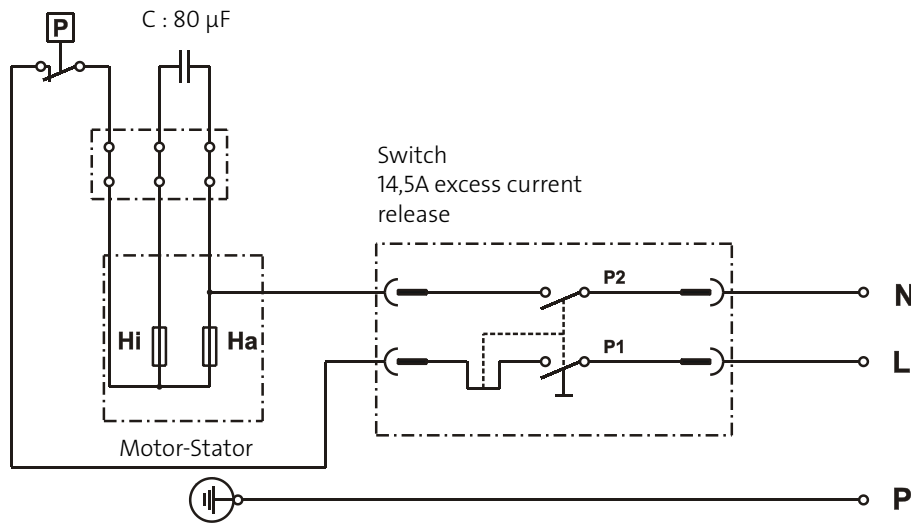 P
C : 80 µF
Switch
14,5A excess current
release
P2
N
Hi
Ha
P1
L
Motor-Stator
P